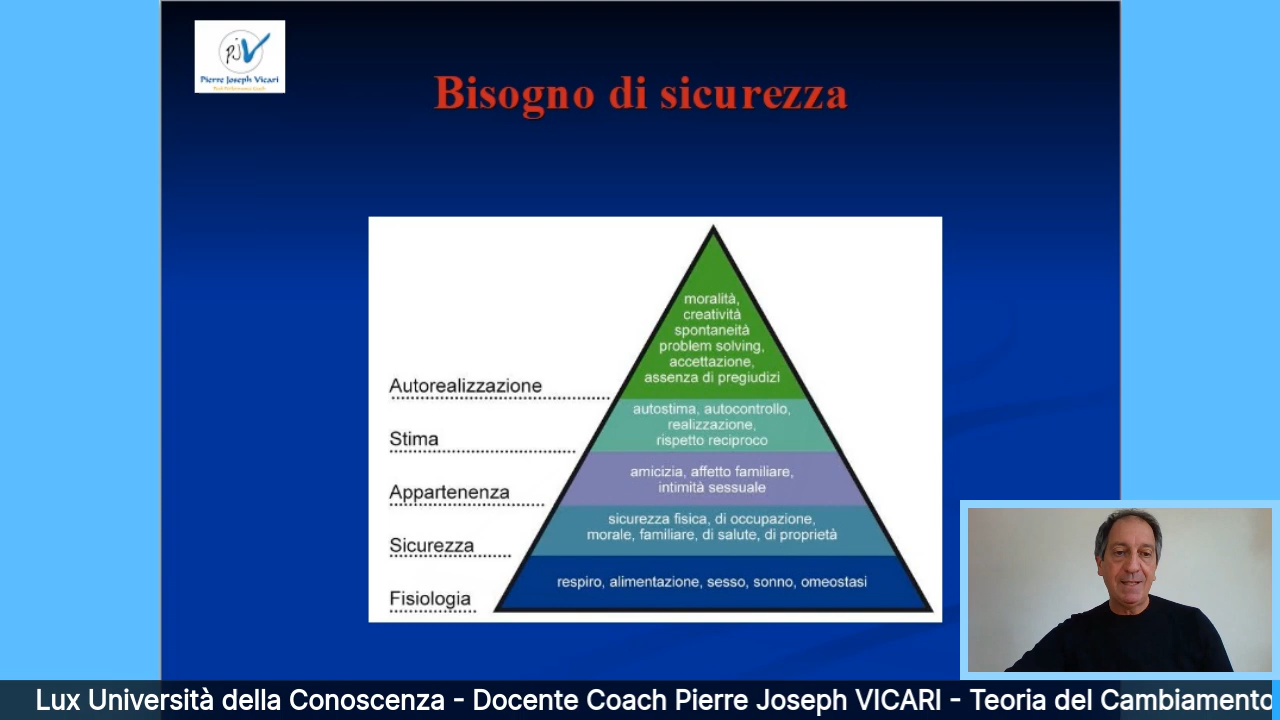 PJV
Pierre Joseph Vicari
Bisogno di sicurezza
moralità,
creatività
spontaneità
problem solving,
accettazione,
assenza di pregiudizi
Autorealizzazione
autostima, autocontrollo,
realizzazione,
rispetto reciproco
Stima
amicizia, affetto familiare,
intimità sessuale
Appartenenza
sicurezza fisica, di occupazione,
morale, familiare, di salute, di proprietà
Sicurezza
respiro, alimentazione, sesso, sonno, omeostasi
Fisiologia
Lux Università della Conoscenza - Docente Coach Pierre Joseph VICARI - Teoria del Cambiamento